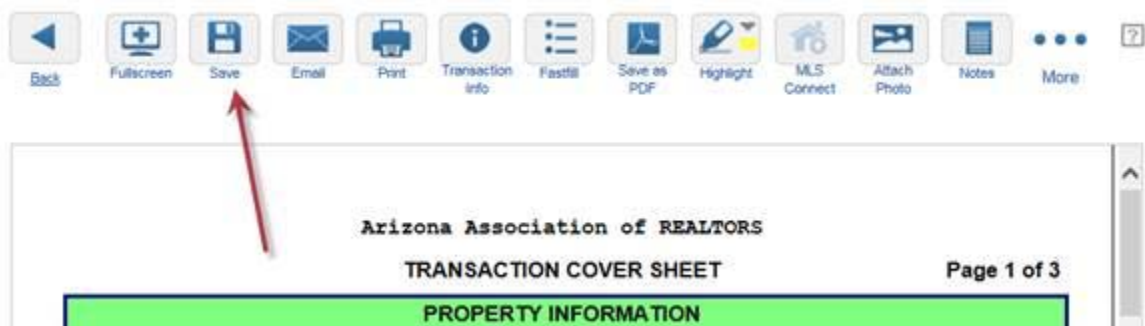 Back
Fullscreen
Save
Email
Print
Transaction
info
Fastfill
Save as
PDF
Highlight
MLS
Connect
Attach
Photo
Notes
More
?
Arizona Association of REALTORS
TRANSACTION COVER SHEET Page 1 of 3
PROPERTY INFORMATION